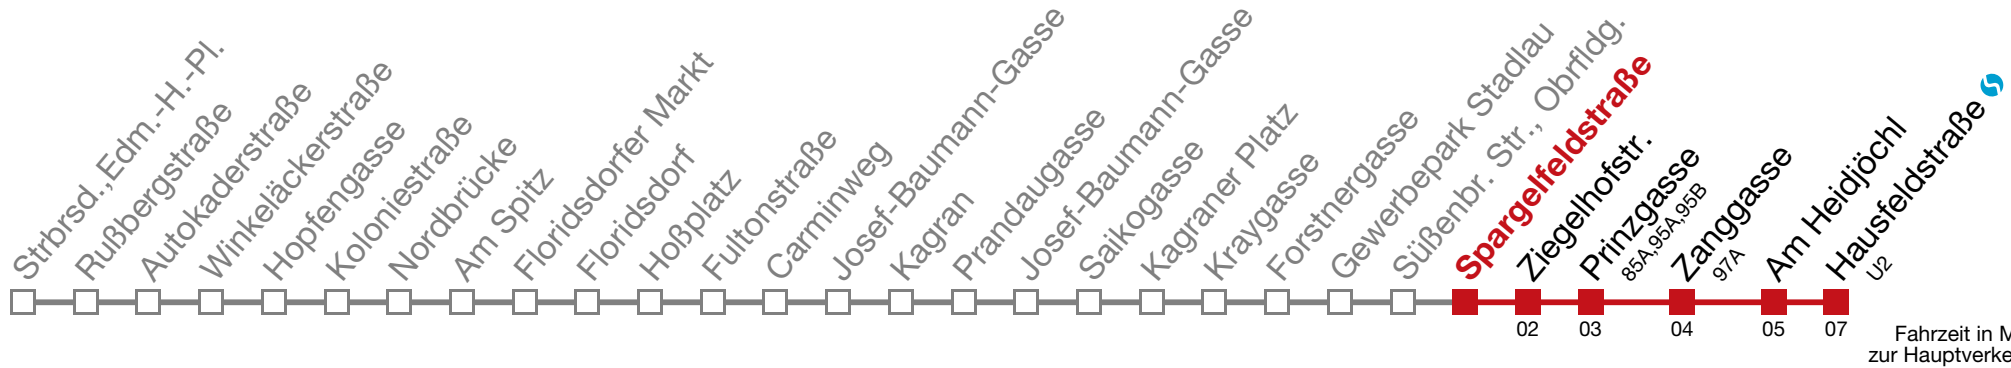 Strbrsd.,Edm.-H.-Pl.
Rußbergstraße
Autokaderstraße
Winkeläckerstraße
Hopfengasse
Koloniestraße
Nordbrücke
Am Spitz
Floridsdorfer Markt
Floridsdorf
Hoßplatz
Fultonstraße
Carminweg
Josef-Baumann-Gasse
Kagran
Prandaugasse
Josef-Baumann-Gasse
Saikogasse
Kagraner Platz
Kraygasse
Forstnergasse
Gewerbepark Stadlau
Süßenbr. Str., Obrfldg.
Spargelfeldstraße
Ziegelhofstr.
Prinzgasse
85A,95A,95B
Zanggasse
97A
Am Heidjöchl
Hausfeldstraße
U2
02 03 04 05 07
Fahrzeit in M
zur Hauptverke